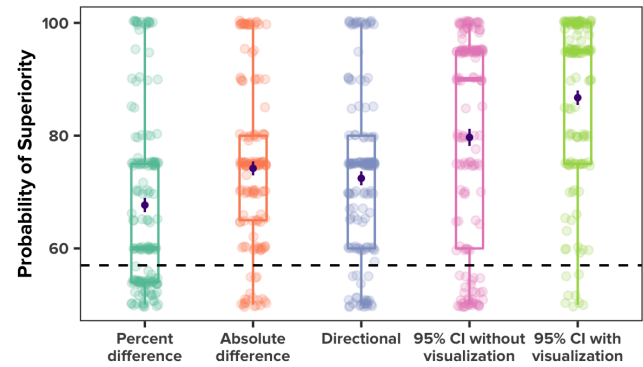 Probability of Superiority
100
80
60
Percent
difference
Absolute
difference
Directional
95% CI without
visualization
95% CI with
visualization